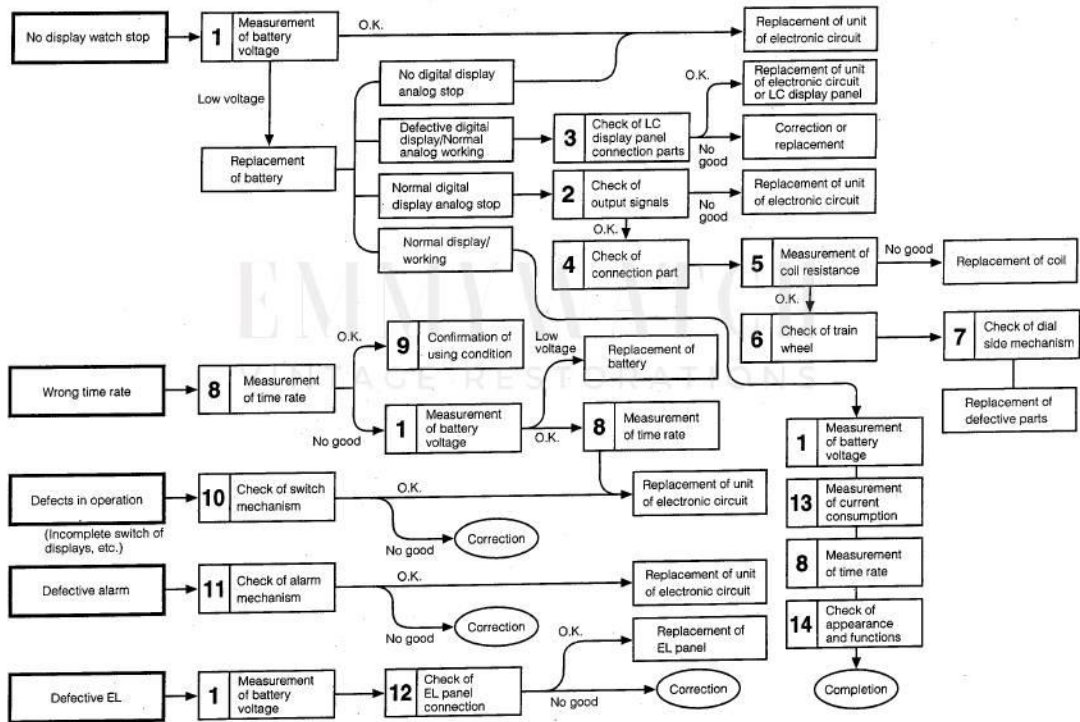 No display watch stop
1
Measurement
of battery
voltage
O.K.
Replacement of unit
of electronic circuit
Low voltage
Replacement
of battery
No digital display
analog stop
Defective digital
display/Normal
analog working
3
Check of LC
display panel
connection parts
O.K.
Replacement of unit
of electronic circuit
or LC display panel
No
good
Correction or
replacement
Normal digital
display analog stop
2
Check
of
output signals
No
good
Replacement of unit
of electronic circuit
O.K.
Normal display/
working
4
Check of
connection part
5
Measurement of
coil resistance
No good
Replacement of coil
O.K.
6
Check of train
wheel
7
Check of dial
side mechanism
Replacement of
defective parts
EMMYWATCH
VINTAGE RESTORATIONS
Wrong time rate
8
Measurement
of time rate
O.K.
9
Confirmation of
using condition
No good
1
Measurement
of battery
voltage
Low
voltage
Replacement of
battery
O.K.
8
Measurement
of time rate
1
Measurement
of battery
voltage
13
Measurement
of current
consumption
8
Measurement
of time rate
14
Check of
appearance
and functions
Completion
Defects in operation
(Incomplete switch of
displays, etc.)
10
Check of switch
mechanism
O.K.
Replacement of unit
of electronic circuit
No good
Correction
Defective alarm
11
Check of alarm
mechanism
O.K.
Replacement of unit
of electronic circuit
No good
Correction
Defective EL
1
Measurement
of battery
voltage
12
Check of
EL panel
connection
O.K.
Replacement of
EL panel
No good
Correction